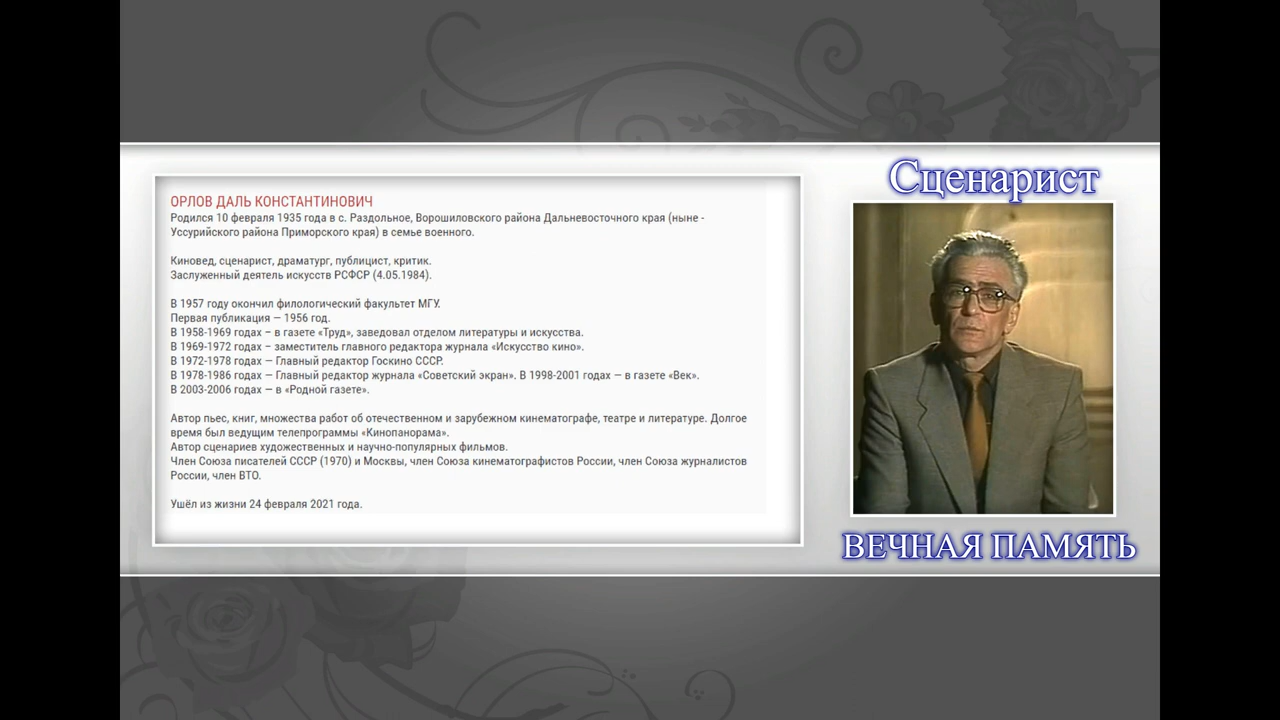 Сценарист
ОРЛОВ ДАЛЬ КОНСТАНТИНОВИЧ
Родился 10 февраля 1935 года в с. Раздольное, Ворошиловского района Дальневосточного края (ныне -
Уссурийского района Приморского края) в семье военного.
Киновед, сценарист, драматург, публицист, критик.
Заслуженный деятель искусств РСФСР (4.05.1984).
В 1957 году окончил филологический факультет МГУ.
Первая публикация — 1956 год.
В 1958-1969 годах – в газете «Труд», заведовал отделом литературы и искусства.
В 1969-1972 годах – заместитель главного редактора журнала «Искусство кино».
В 1972-1978 годах — Главный редактор Госкино СССР.
В 1978-1986 годах — Главный редактор журнала «Советский экран». В 1998-2001 годах — в газете «Век».
В 2003-2006 годах — в «Родной газете».
Автор пьес, книг, множества работ об отечественном и зарубежном кинематографе, театре и литературе. Долгое
время был ведущим телепрограммы «Кинопанорама».
Автор сценариев художественных и научно-популярных фильмов.
Член Союза писателей СССР (1970) и Москвы, член Союза кинематографистов России, член Союза журналистов
России, член ВТО.
Ушёл из жизни 24 февраля 2021 года.
ВЕЧНАЯ ПАМЯТЬ